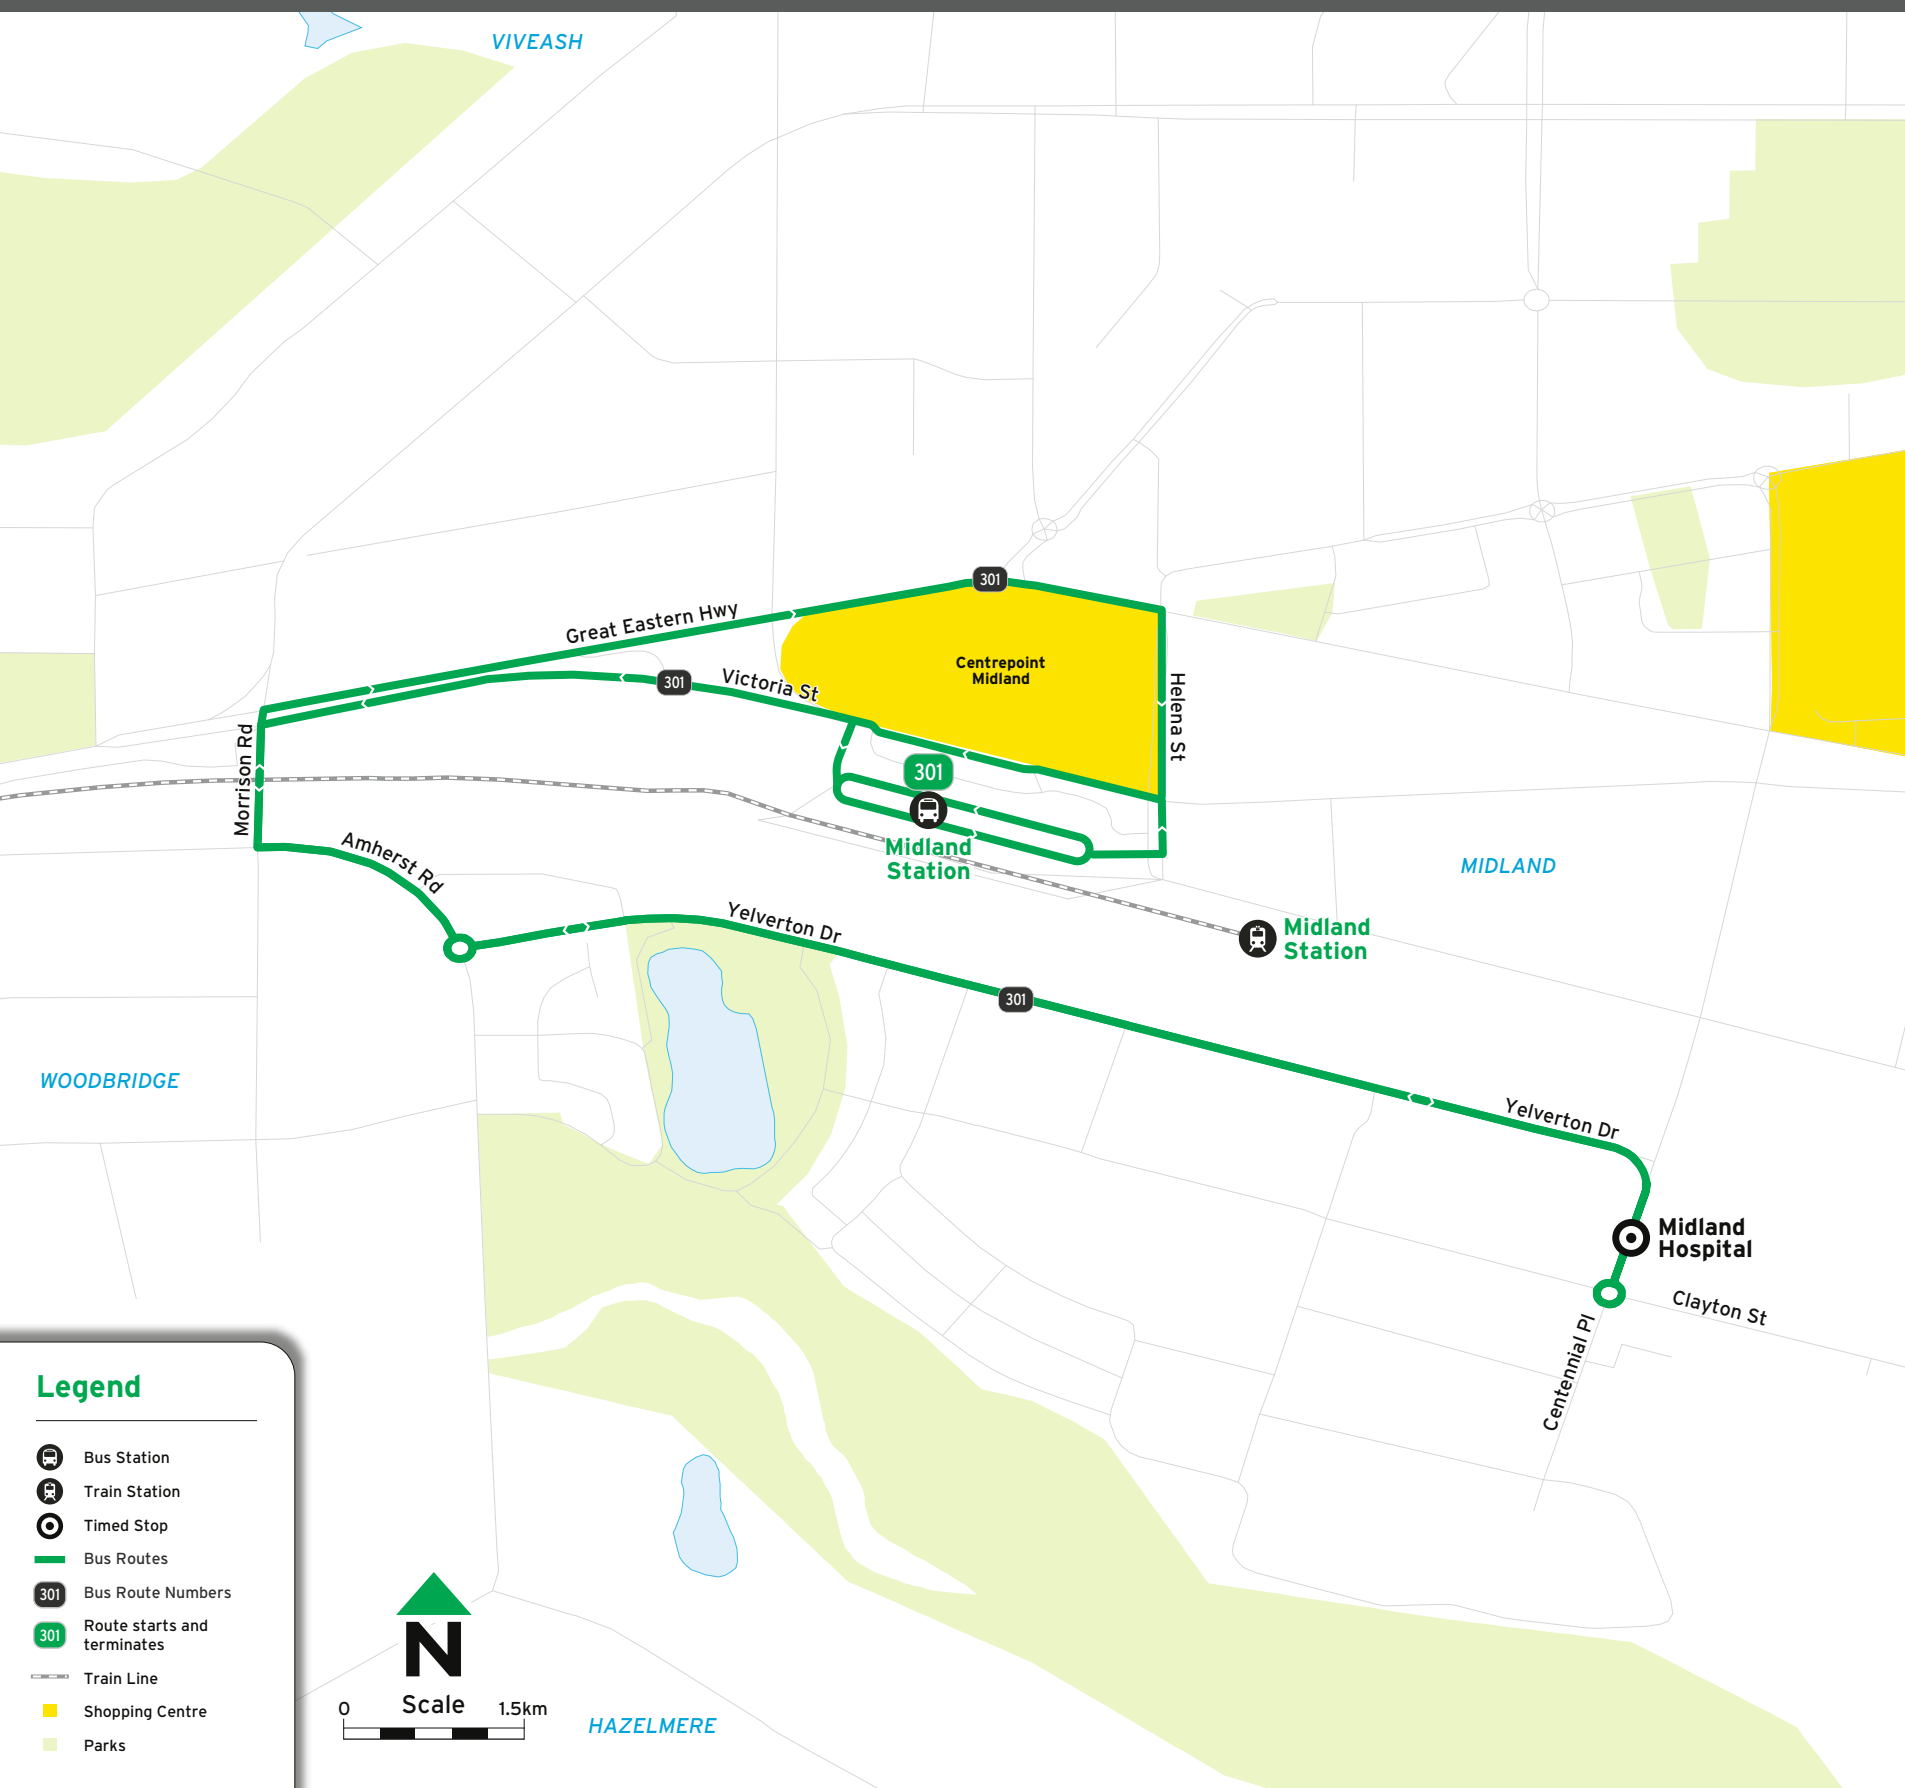 VIVEASH
301
Great Eastern Hwy
Centrepoint
Midland
Victoria St
301
Helena St
Morrison Rd
301
Midland
Station
Amherst Rd
MIDLAND
Yelverton Dr
Midland
Station
301
WOODBRIDGE
Yelverton Dr
Midland
Hospital
Clayton St
Centennial Pl
Legend
Bus Station
Train Station
Timed Stop
Bus Routes
301 Bus Route Numbers
301 Route starts and
terminates
Train Line
Shopping Centre
Parks
N
0 Scale 1.5km
HAZELMERE